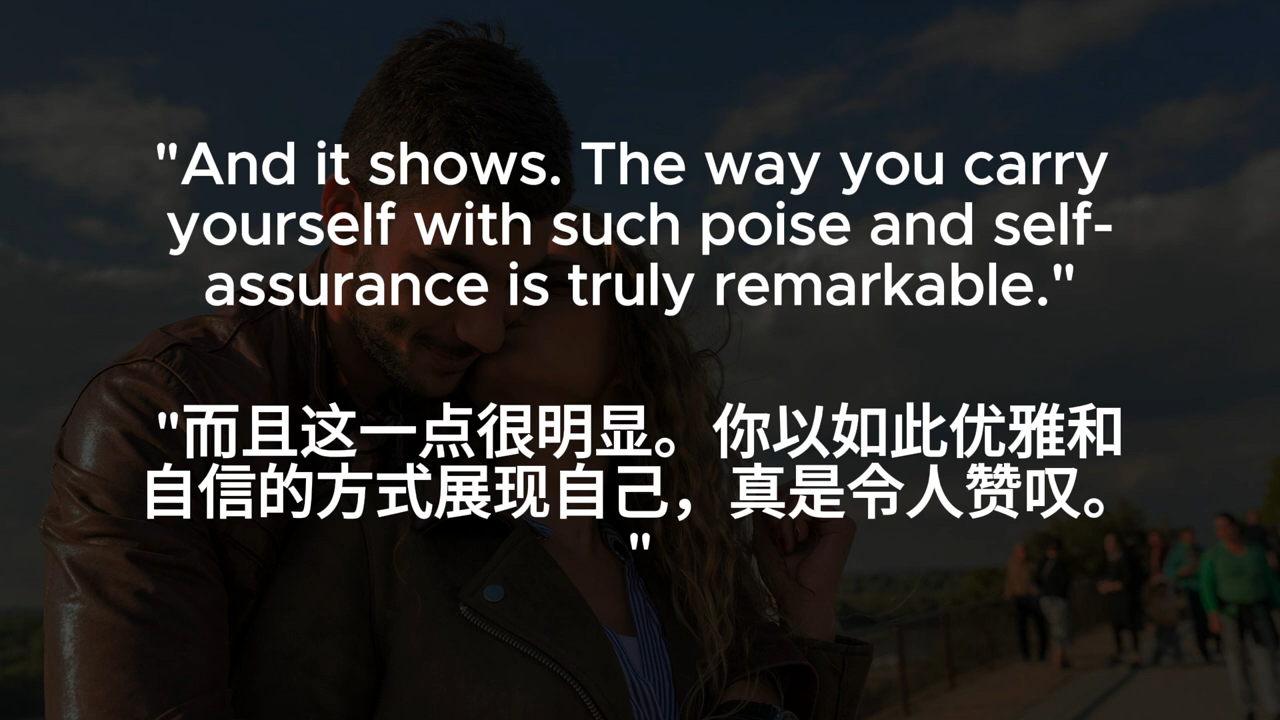 "And it shows. The way you carry
yourself with such poise and self-
assurance is truly remarkable."
"而且这一点很明显。你以如此优雅和
自信的方式展现自己，真是令人赞叹。
"